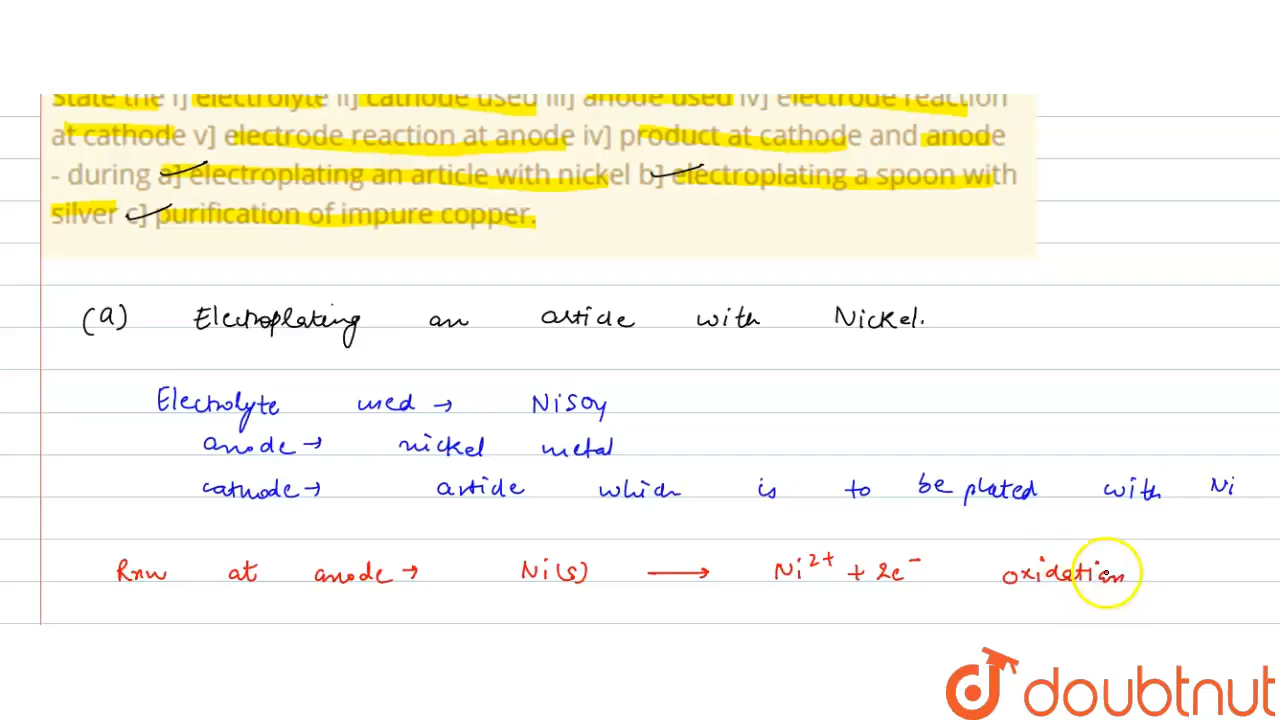 State the i] electrolyte ii] cathode used iii] anode used iv] electrode reaction
at cathode v] electrode reaction at anode iv] product at cathode and anode
- during a] electroplating an article with nickel b] electroplating a spoon with
silver c] purification of impure copper.
(a) Electroplating an article with Nickel.
Electrolyte used → NiSO4
anode → nickel metal
cathode → article which is to be plated with Ni
Rxn at anode → Ni(s) ⟶ Ni2+ + 2e- oxidation
doubtnut